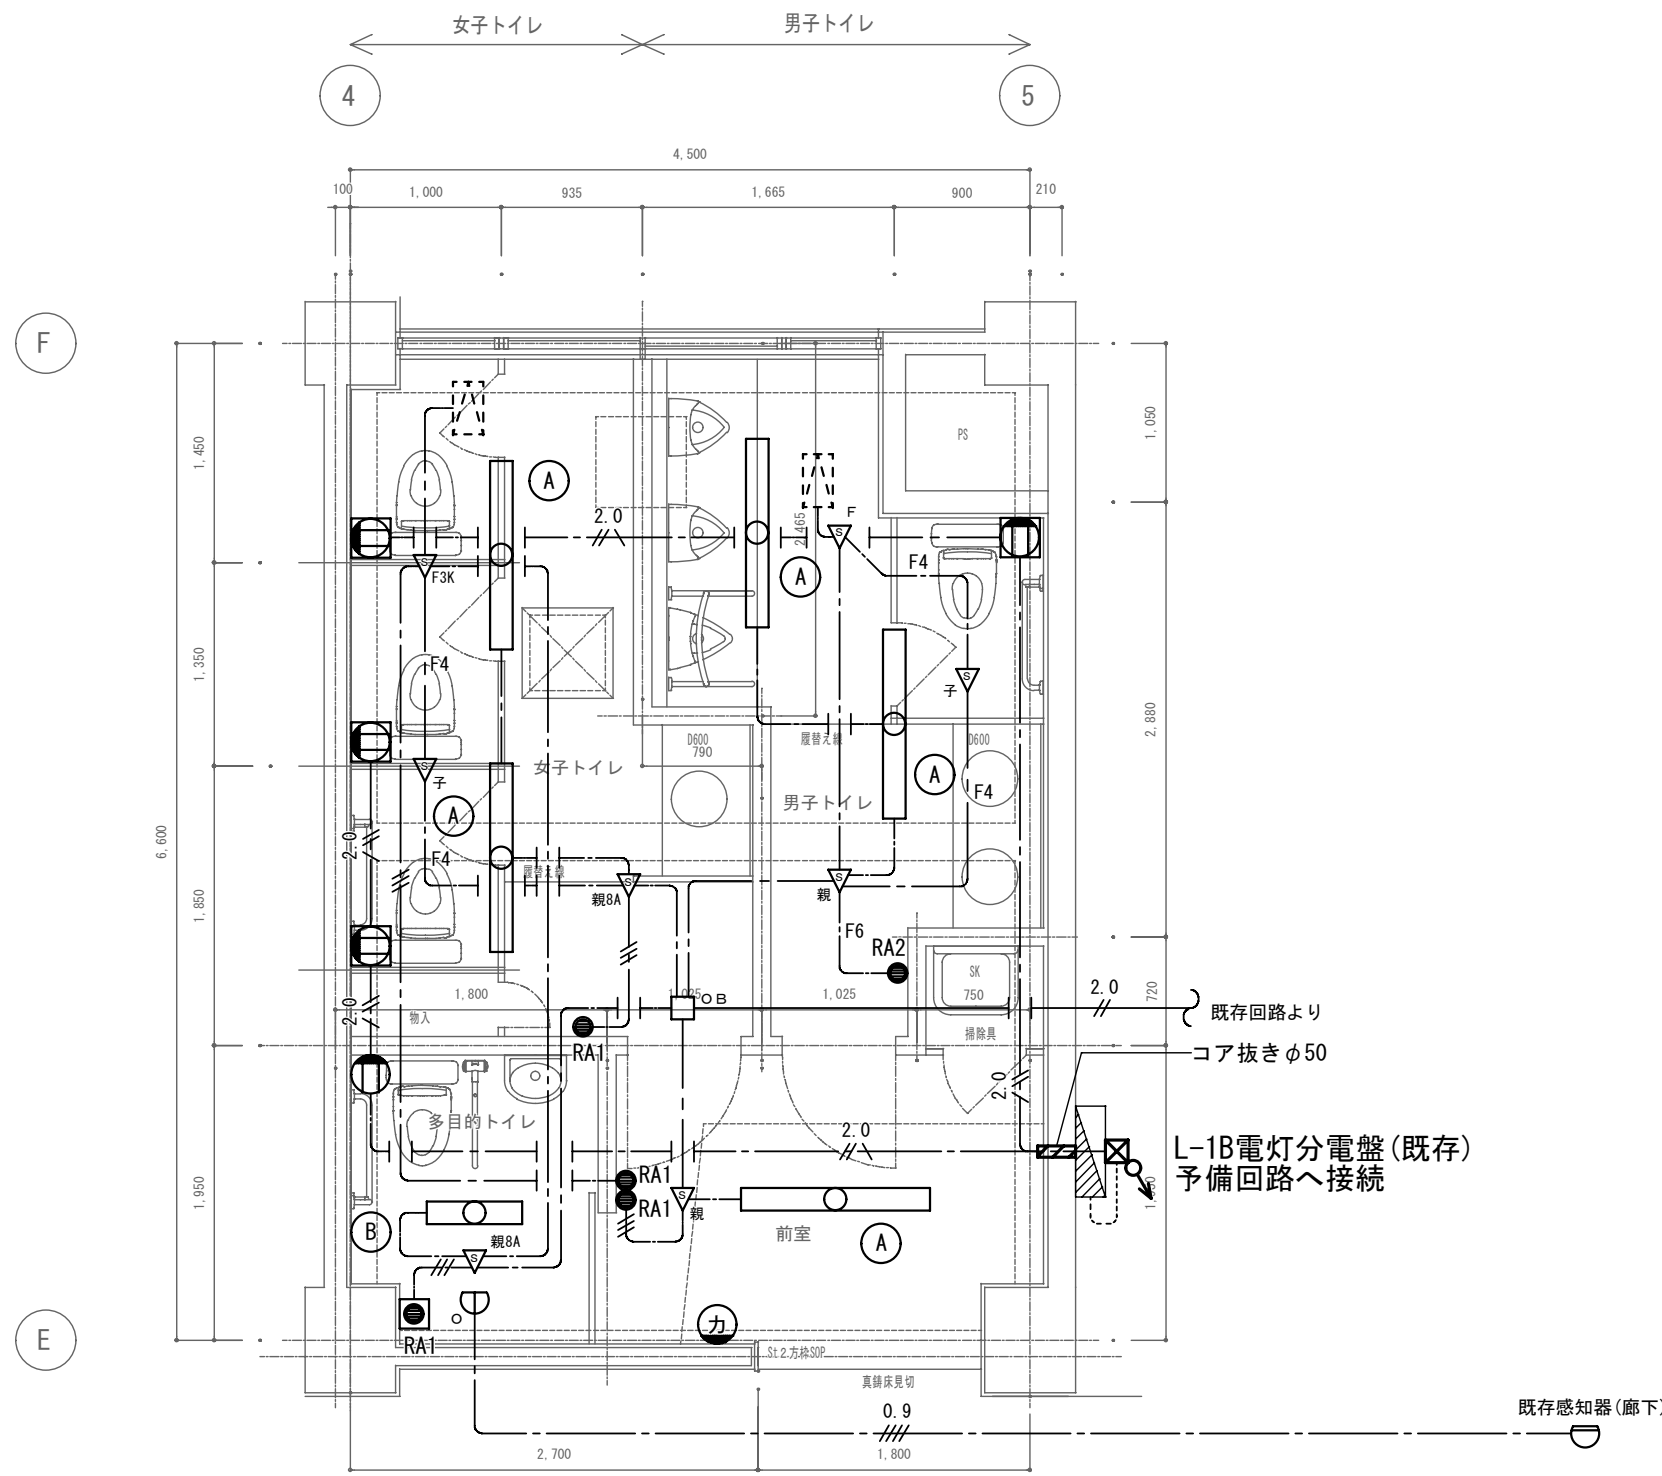 女子トイレ
男子トイレ
4
5
4,500
100
1,000
935
1,665
900
210
F
PS
1,450
1,050
A
2.0
2,465
F
A
F4
F3K
1,350
F4
子
2,880
D600
790
履替え線
D600
女子トイレ
A
子
男子トイレ
F4
A
6,600
2.0
F4
履替え線
親8A
親
1,850
F6
RA2
SK
2.0
1,800
1,025
1,025
750
720
OB
2.0
物入
既存回路より
掃除具
RA1
コア抜きφ50
2.0
多目的トイレ
2.0
L-1B電灯分電盤(既存)
予備回路へ接続
RA1
RA1
親
1,950
B
前室
親8A
A
カ
E
RA1
St2.方枠SOP
真鋳床見切
0.9
既存感知器(廊下)
2,700
1,800